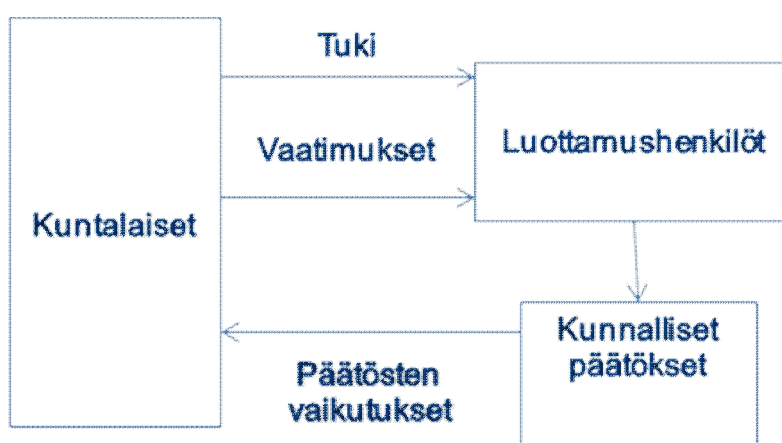 Tuki
Vaatimukset
Luottamushenkilöt
Kuntalaiset
Kunnalliset
päätökset
Päätösten
vaikutukset